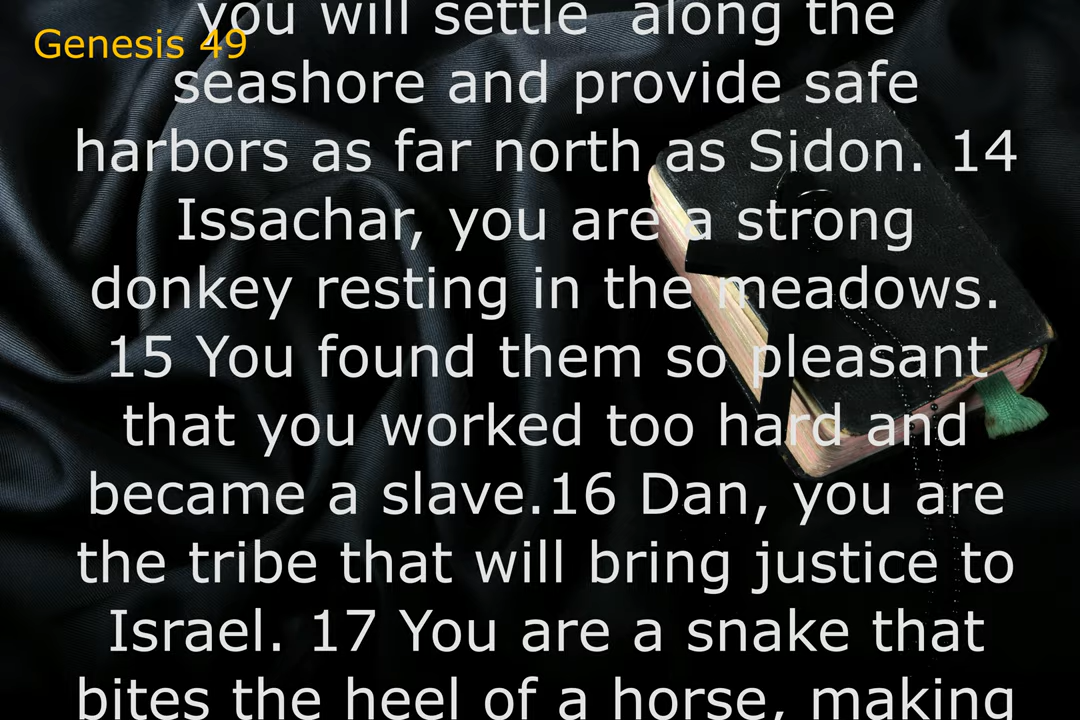 Genesis 49
you will settle  along the
seashore and provide safe
harbors as far north as Sidon. 14
Issachar, you are a strong
donkey resting in the meadows.
15 You found them so pleasant
that you worked too hard and
became a slave.16 Dan, you are
the tribe that will bring justice to
Israel. 17 You are a snake that
bites the heel of a horse, making